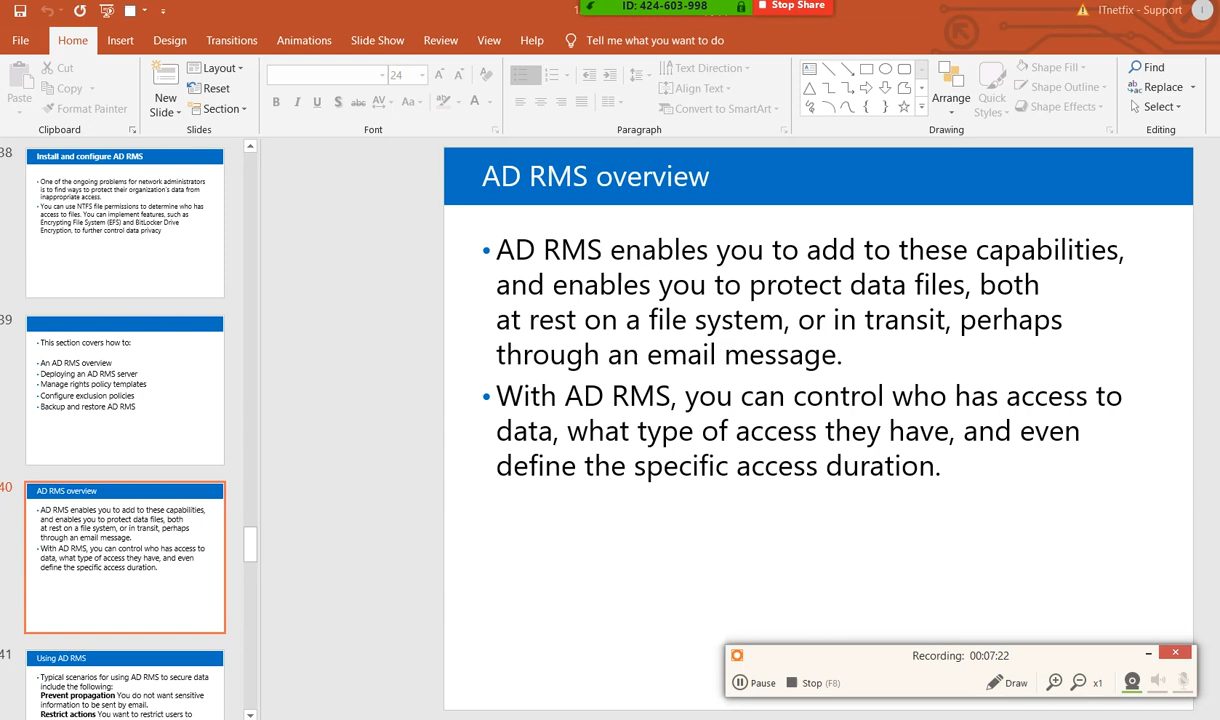 ID: 424-603-998
Stop Share
ITnetfix - Support
I
File
Home
Insert
Design
Transitions
Animations
Slide Show
Review
View
Help
Tell me what you want to do
Paste
Cut
Copy
Format Painter
Clipboard
New
Slide
Layout
Reset
Section
Slides
24
B I U S abc AV Aa A
Font
Text Direction
Align Text
Convert to SmartArt
Paragraph
Arrange
Quick
Styles
Shape Fill
Shape Outline
Shape Effects
Drawing
Find
Replace
Select
Editing
38
Install and configure AD RMS
• One of the ongoing problems for network administrators
is to find ways to protect their organization's data from
inappropriate access.
• You can use NTFS file permissions to determine who has
access to files. You can implement features, such as
Encrypting File System (EFS) and BitLocker Drive
Encryption, to further control data privacy
39
• This section covers how to:
• An AD RMS overview
• Deploying an AD RMS server
• Manage rights policy templates
• Configure exclusion policies
• Backup and restore AD RMS
40
AD RMS overview
• AD RMS enables you to add to these capabilities,
and enables you to protect data files, both
at rest on a file system, or in transit, perhaps
through an email message.
• With AD RMS, you can control who has access to
data, what type of access they have, and even
define the specific access duration.
41
Using AD RMS
• Typical scenarios for using AD RMS to secure data
include the following:
Prevent propagation You do not want sensitive
information to be sent by email.
Restrict actions You want to restrict users to
AD RMS overview
• AD RMS enables you to add to these capabilities,
and enables you to protect data files, both
at rest on a file system, or in transit, perhaps
through an email message.
• With AD RMS, you can control who has access to
data, what type of access they have, and even
define the specific access duration.
Recording: 00:07:22
Pause
Stop (F8)
Draw
x1